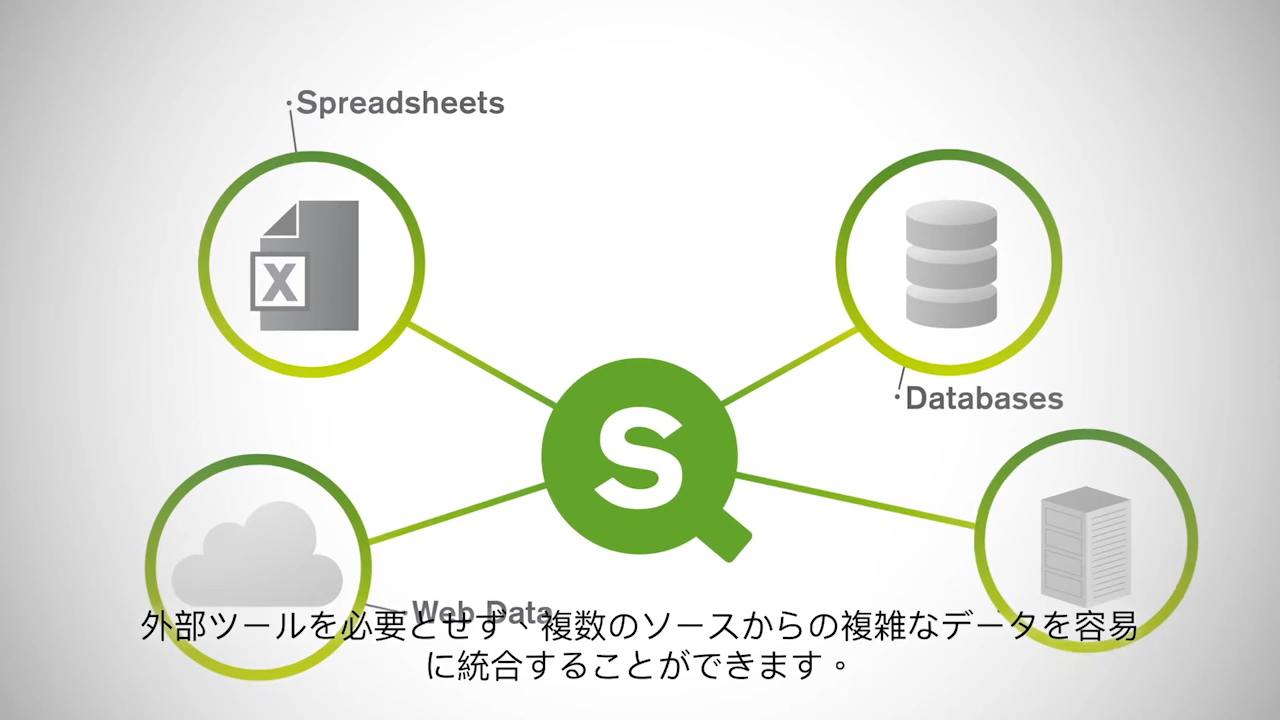 Spreadsheets
X
Databases
S
Web Data
外部ツールを必要とせず、複数のソースからの複雑なデータを容易
に統合することができます。